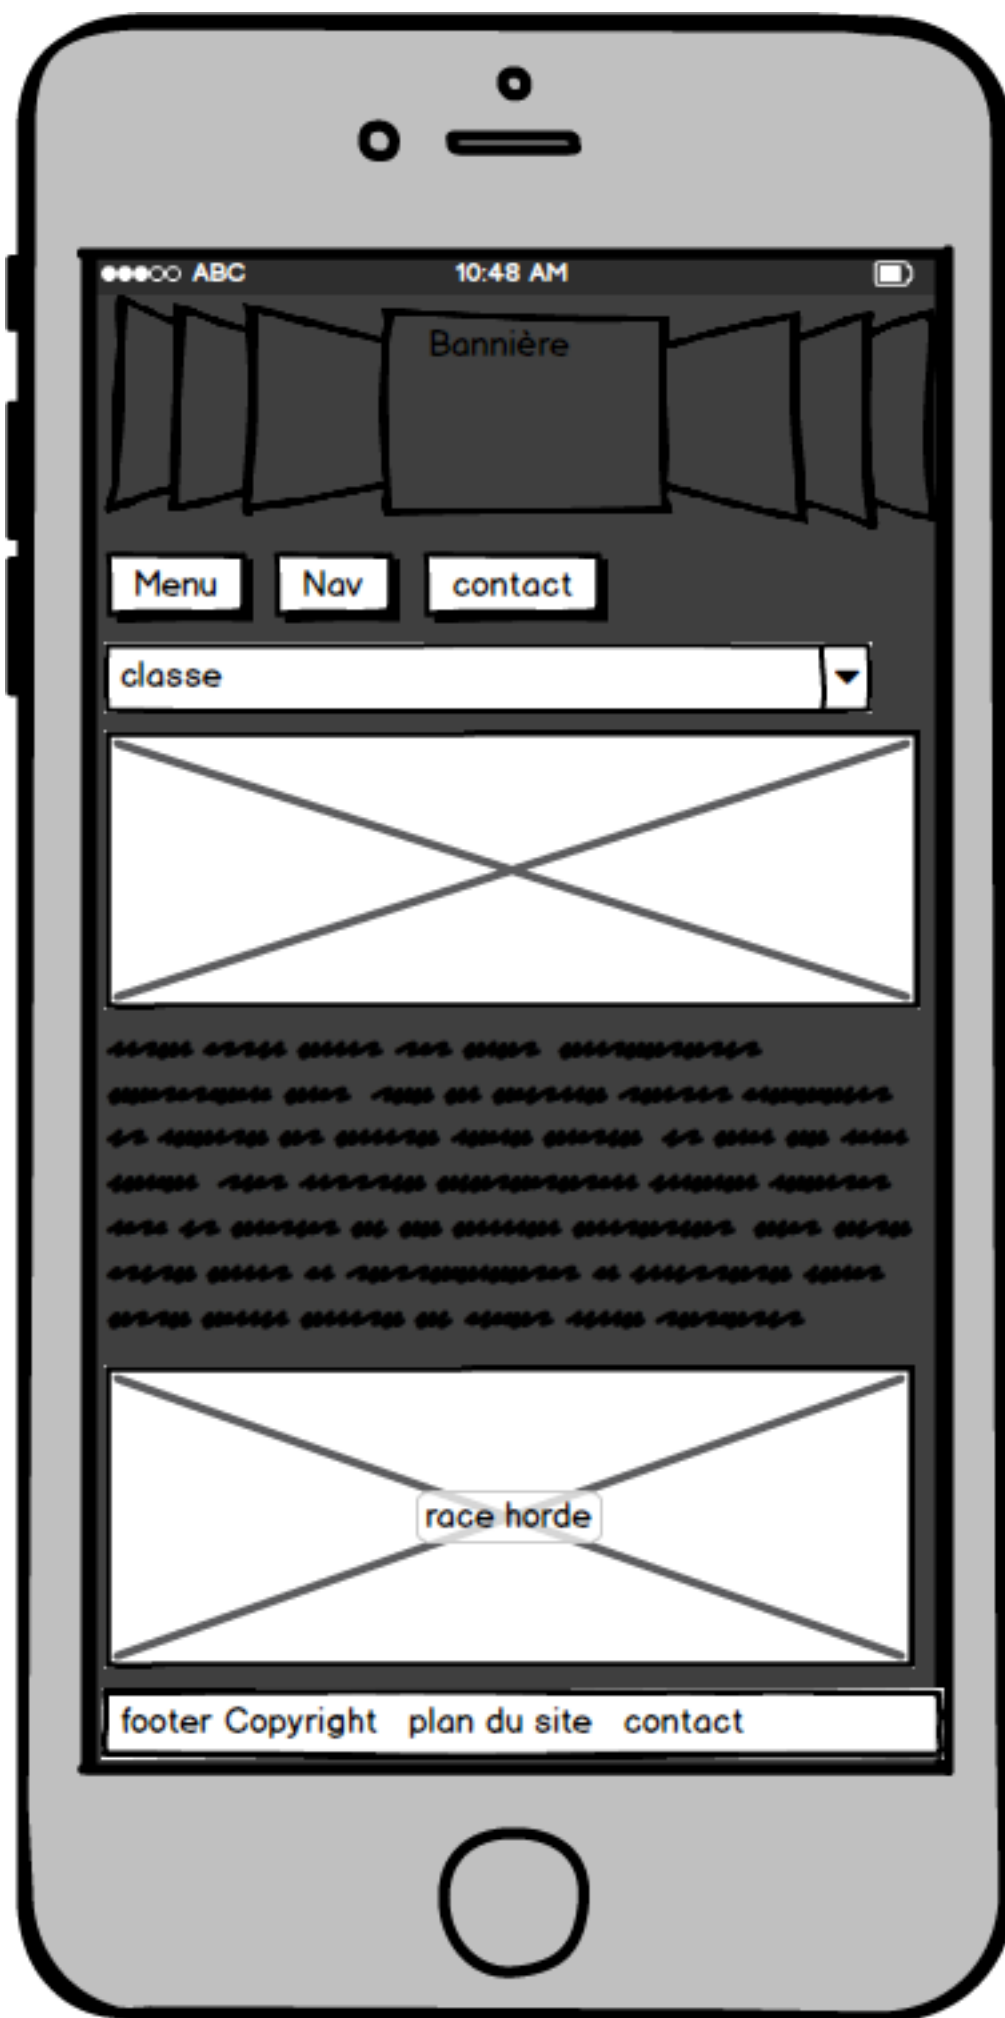 ABC 10:48 AM
Bannière
Menu Nav contact
classe
race horde
footer Copyright plan du site contact